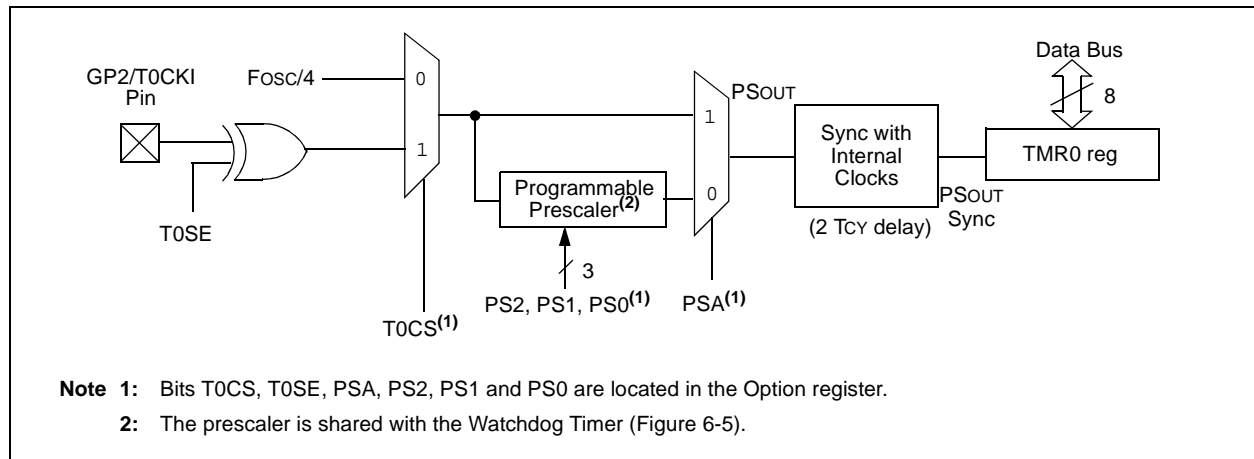 Data Bus
8
GP2/T0CKI
Pin
FOSC/4
0
1
T0SE
T0CS(1)
Programmable
Prescaler(2)
3
PS2, PS1, PS0(1)
1
0
PSA(1)
PSOUT
Sync with
Internal
Clocks
(2 TCY delay)
PSOUT
Sync
TMR0 reg
Note 1: Bits T0CS, T0SE, PSA, PS2, PS1 and PS0 are located in the Option register.
2: The prescaler is shared with the Watchdog Timer (Figure 6-5).